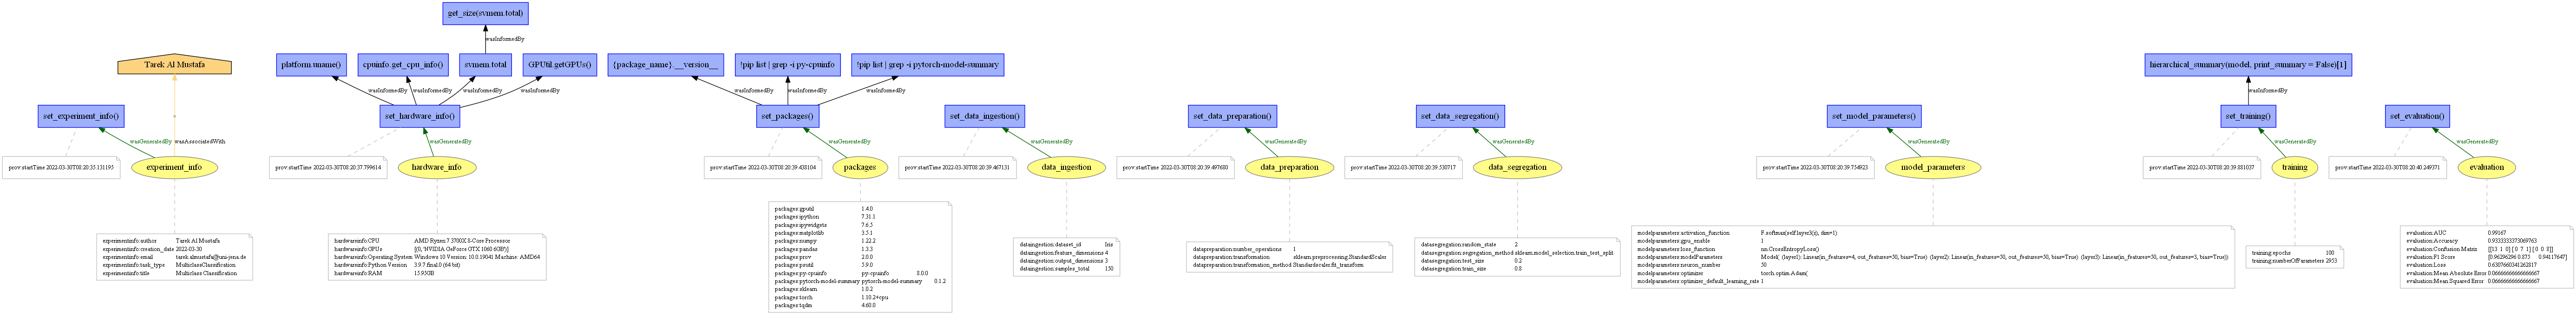 get_size(svmem.total)
wasInformedBy
Tarek Al Mustafa
platform.uname()
cpuinfo.get_cpu_info()
svmem.total
GPUtil.getGPUs()
{package_name}.__version__
!pip list | grep -i py-cpuinfo
!pip list | grep -i pytorch-model-summary
hierarchical_summary(model, print_summary = False)[1]
wasInformedBy
wasInformedBy
wasInformedBy
wasInformedBy
wasInformedBy
wasInformedBy
wasInformedBy
wasInformedBy
set_experiment_info()
set_hardware_info()
set_packages()
set_data_ingestion()
set_data_preparation()
set_data_segregation()
set_model_parameters()
set_training()
set_evaluation()
wasGeneratedBy
wasAssociatedWith
wasGeneratedBy
wasGeneratedBy
wasGeneratedBy
wasGeneratedBy
wasGeneratedBy
wasGeneratedBy
wasGeneratedBy
wasGeneratedBy
prov:startTime 2022-03-30T08:20:35.131195
experiment_info
prov:startTime 2022-03-30T08:20:37.799614
hardware_info
prov:startTime 2022-03-30T08:20:39.438104
packages
prov:startTime 2022-03-30T08:20:39.467131
data_ingestion
prov:startTime 2022-03-30T08:20:39.497680
data_preparation
prov:startTime 2022-03-30T08:20:39.530717
data_segregation
prov:startTime 2022-03-30T08:20:39.754923
model_parameters
prov:startTime 2022-03-30T08:20:39.881037
training
prov:startTime 2022-03-30T08:20:40.249371
evaluation
experimentinfo:author Tarek Al Mustafa
experimentinfo:creation_date 2022-03-30
experimentinfo:email tarek.almustafa@uni-jena.de
experimentinfo:task_type MulticlassClassification
experimentinfo:title Multiclass Classification
hardwareinfo:CPU AMD Ryzen 7 3700X 8-Core Processor
hardwareinfo:GPUs [(0, 'NVIDIA GeForce GTX 1060 6GB')]
hardwareinfo:Operating System Windows 10 Version: 10.0.19041 Machine: AMD64
hardwareinfo:Python Version 3.9.7.final.0 (64 bit)
hardwareinfo:RAM 15.93GB
packages:gputil 1.4.0
packages:ipython 7.31.1
packages:ipywidgets 7.6.5
packages:matplotlib 3.5.1
packages:numpy 1.22.2
packages:pandas 1.3.3
packages:prov 2.0.0
packages:psutil 5.9.0
packages:py-cpuinfo py-cpuinfo 8.0.0
packages:pytorch-model-summary pytorch-model-summary 0.1.2
packages:sklearn 1.0.2
packages:torch 1.10.2+cpu
packages:tqdm 4.60.0
dataingestion:dataset_id Iris
dataingestion:feature_dimensions 4
dataingestion:output_dimensions 3
dataingestion:samples_total 150
datapreparation:number_operations 1
datapreparation:transformation sklearn.preprocessing.StandardScaler
datapreparation:transformation_method Standardscaler.fit_transform
datasegregation:random_state 2
datasegregation:segregation_method sklearn.model_selection.train_test_split
datasegregation:test_size 0.2
datasegregation:train_size 0.8
modelparameters:activation_function F.softmax(self.layer3(x), dim=1)
modelparameters:gpu_enable 1
modelparameters:loss_function nn.CrossEntropyLoss()
modelparameters:modelParameters Model( (layer1): Linear(in_features=4, out_features=50, bias=True) (layer2): Linear(in_features=50, out_features=50, bias=True) (layer3): Linear(in_features=50, out_features=3, bias=True))
modelparameters:neuron_number 50
modelparameters:optimizer torch.optim.Adam(
modelparameters:optimizer_default_learning_rate 1
training:epochs 100
training:numberOfParameters 2953
evaluation:AUC 0.99167
evaluation:Accuracy 0.9333333373069763
evaluation:Confusion Matrix [[13 1 0] [ 0 7 1] [ 0 0 8]]
evaluation:F1 Score [0.96296296 0.875 0.94117647]
evaluation:Loss 0.6307660341262817
evaluation:Mean Absolute Error 0.06666666666666667
evaluation:Mean Squared Error 0.06666666666666667